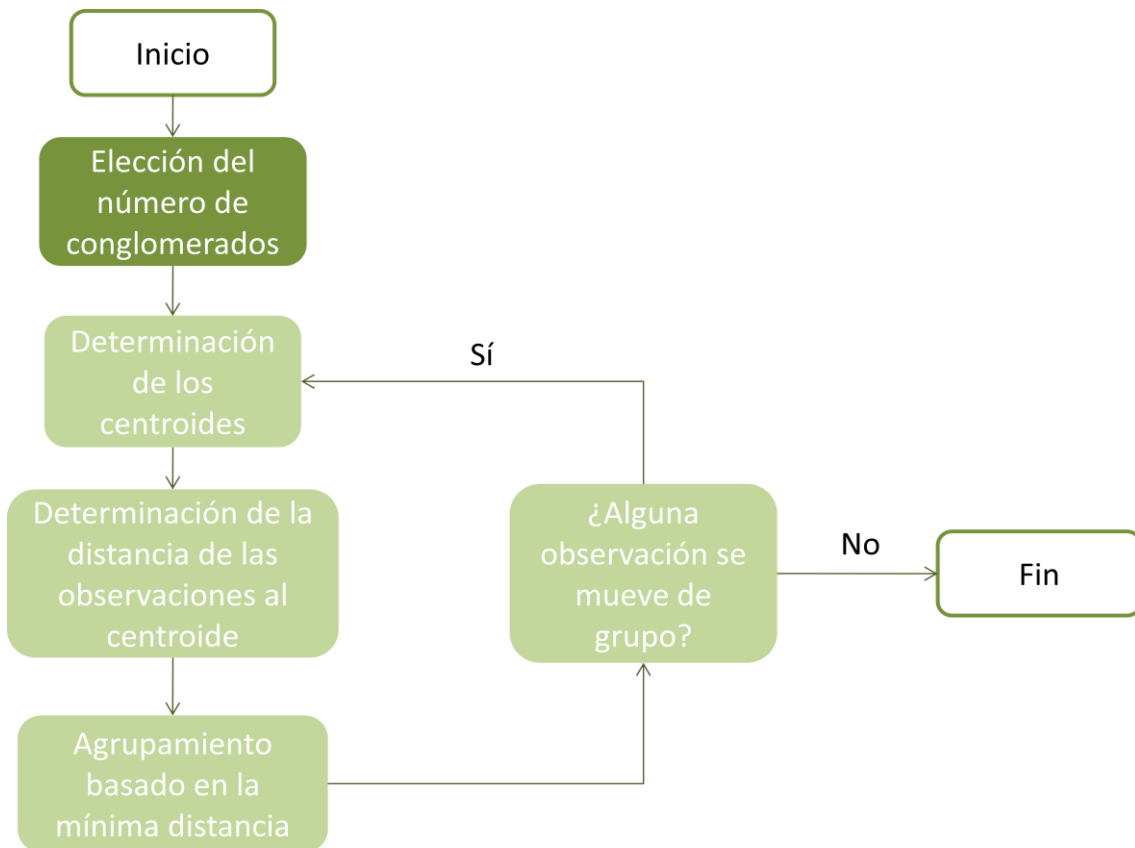 Inicio
Elección del
número de
conglomerados
Determinación
de los
centroides
Sí
Determinación de la
distancia de las
observaciones al
centroide
¿Alguna
observación se
mueve de
grupo?
No
Fin
Agrupamiento
basado en la
mínima distancia